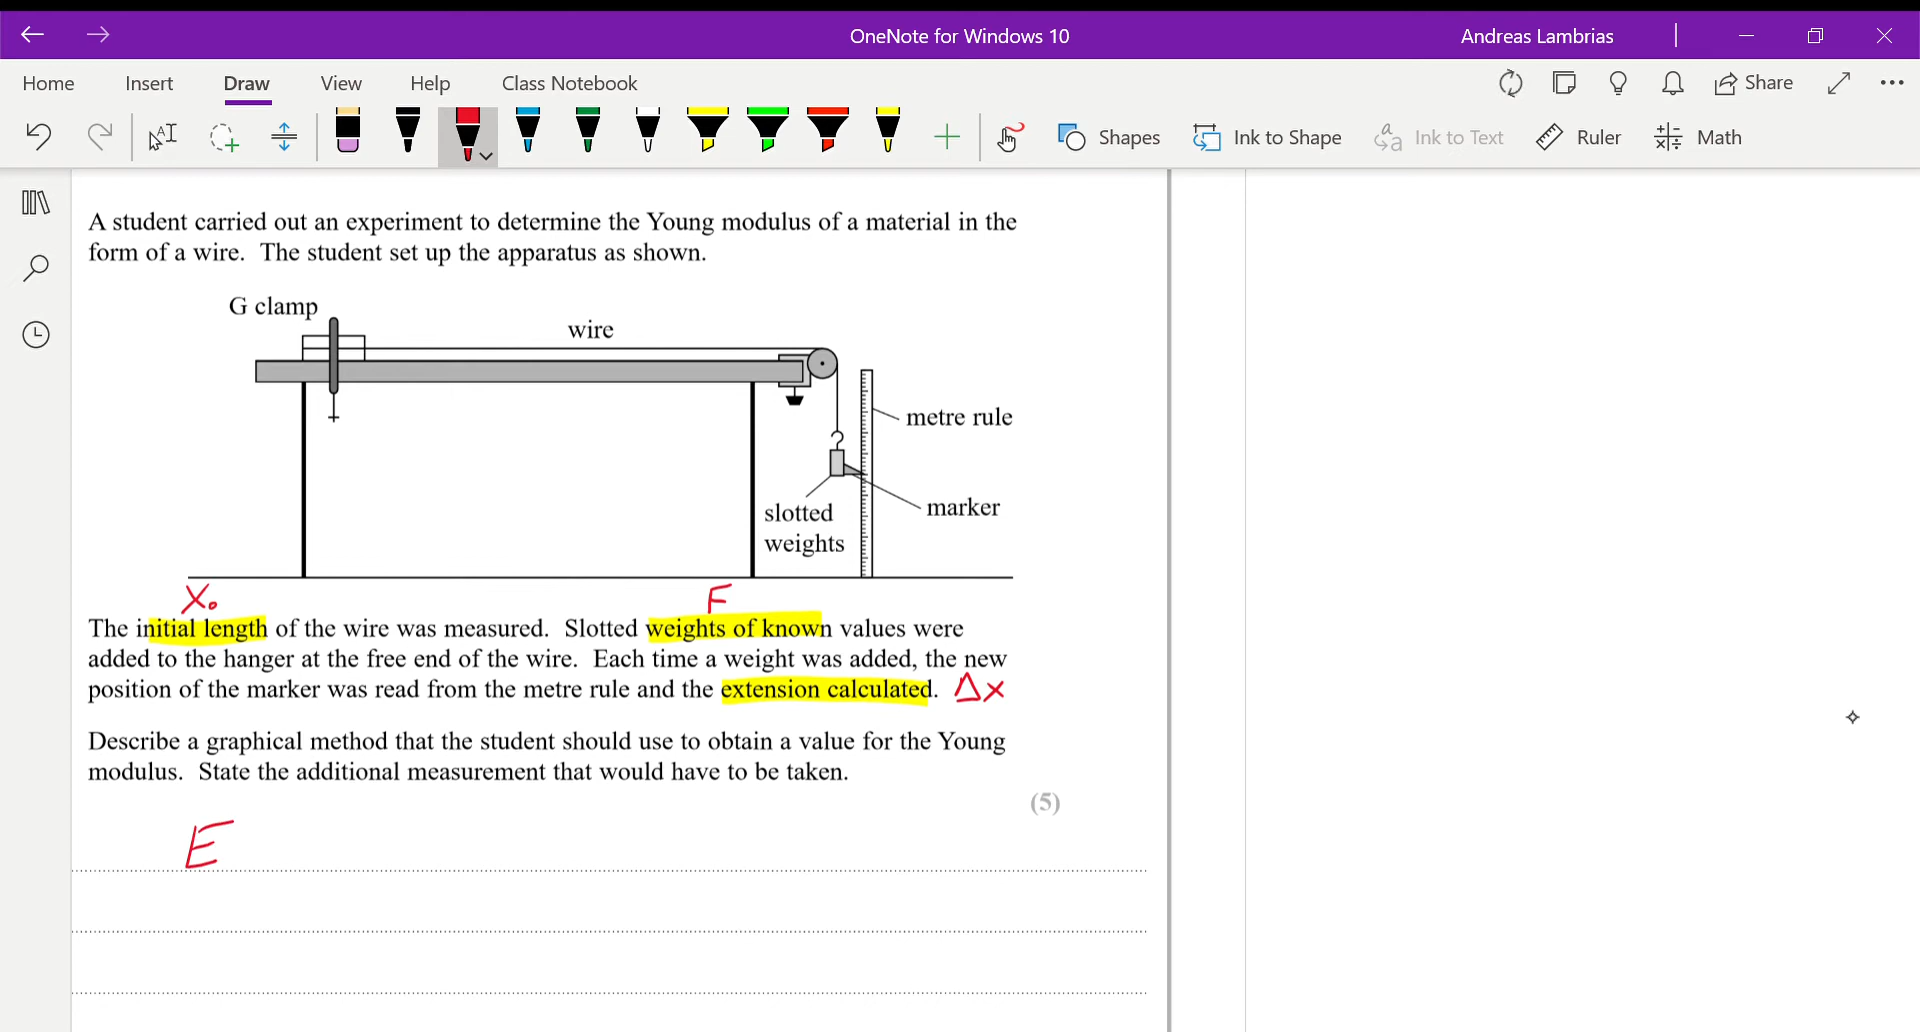 OneNote for Windows 10
Andreas Lambrias
Home Insert Draw View Help Class Notebook
Share
Shapes Ink to Shape Ink to Text Ruler Math
A student carried out an experiment to determine the Young modulus of a material in the
form of a wire. The student set up the apparatus as shown.
G clamp
wire
metre rule
marker
slotted
weights
X₀
F
The initial length of the wire was measured. Slotted weights of known values were
added to the hanger at the free end of the wire. Each time a weight was added, the new
position of the marker was read from the metre rule and the extension calculated. Δx
Describe a graphical method that the student should use to obtain a value for the Young
modulus. State the additional measurement that would have to be taken.
(5)
E